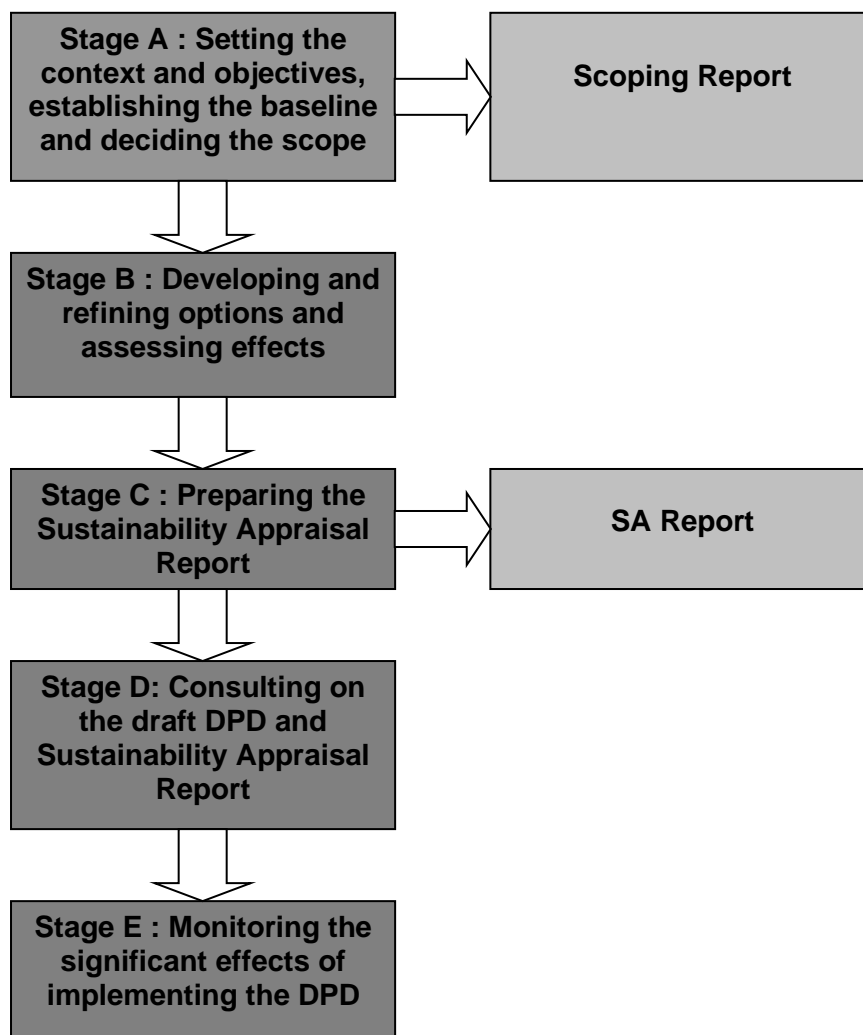 Stage A : Setting the
context and objectives,
establishing the baseline
and deciding the scope
Scoping Report
Stage B : Developing and
refining options and
assessing effects
Stage C : Preparing the
Sustainability Appraisal
Report
SA Report
Stage D: Consulting on
the draft DPD and
Sustainability Appraisal
Report
Stage E : Monitoring the
significant effects of
implementing the DPD